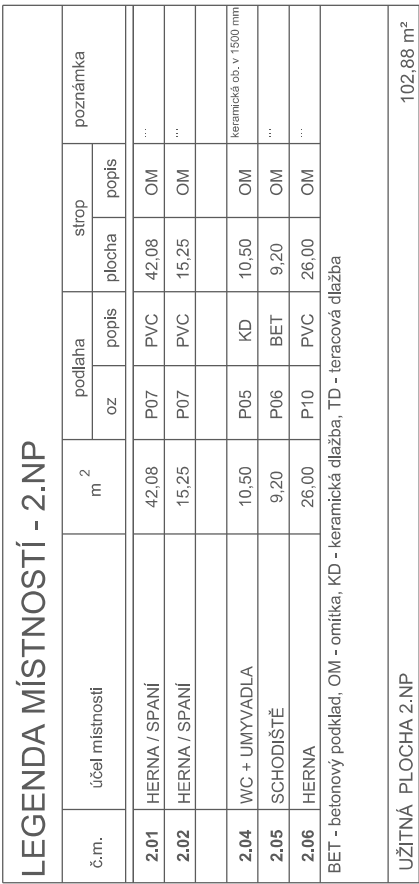 LEGENDA MÍSTNOSTÍ - 2.NP
č.m. účel místnosti m² podlaha strop poznámka
oz popis plocha popis
2.01 HERNA / SPANÍ 42,08 P07 PVC 42,08 OM ...
2.02 HERNA / SPANÍ 15,25 P07 PVC 15,25 OM ...
2.04 WC + UMYVADLA 10,50 P05 KD 10,50 OM keramická ob. v 1500 mm
2.05 SCHODIŠTĚ 9,20 P06 BET 9,20 OM ...
2.06 HERNA 26,00 P10 PVC 26,00 OM ...
BET - betonový podklad, OM - omítka, KD - keramická dlažba, TD - teracová dlažba
UŽITNÁ PLOCHA 2.NP 102,88 m²